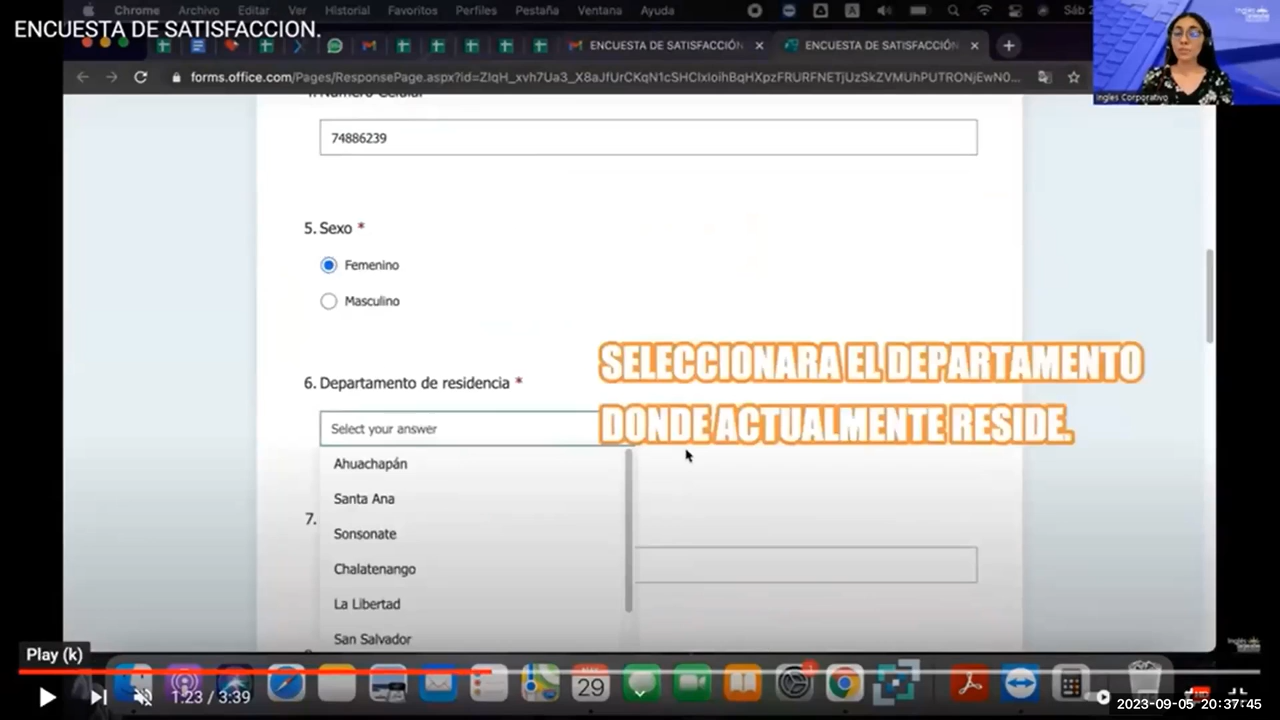 ENCUESTA DE SATISFACCION.
Chrome Archivo Editar Ver Historial Favoritos Perfiles Pestaña Ventana Ayuda
ENCUESTA DE SATISFACCIÓN
ENCUESTA DE SATISFACCIÓN
Ingles Corporativo
74886239
5. Sexo *
Femenino
Masculino
SELECCIONARA EL DEPARTAMENTO
DONDE ACTUALMENTE RESIDE.
6. Departamento de residencia *
Select your answer
Ahuachapán
Santa Ana
7.
Sonsonate
Chalatenango
La Libertad
San Salvador
Play (k)
29
1:23 / 3:39
2023-09-05 20:37:45